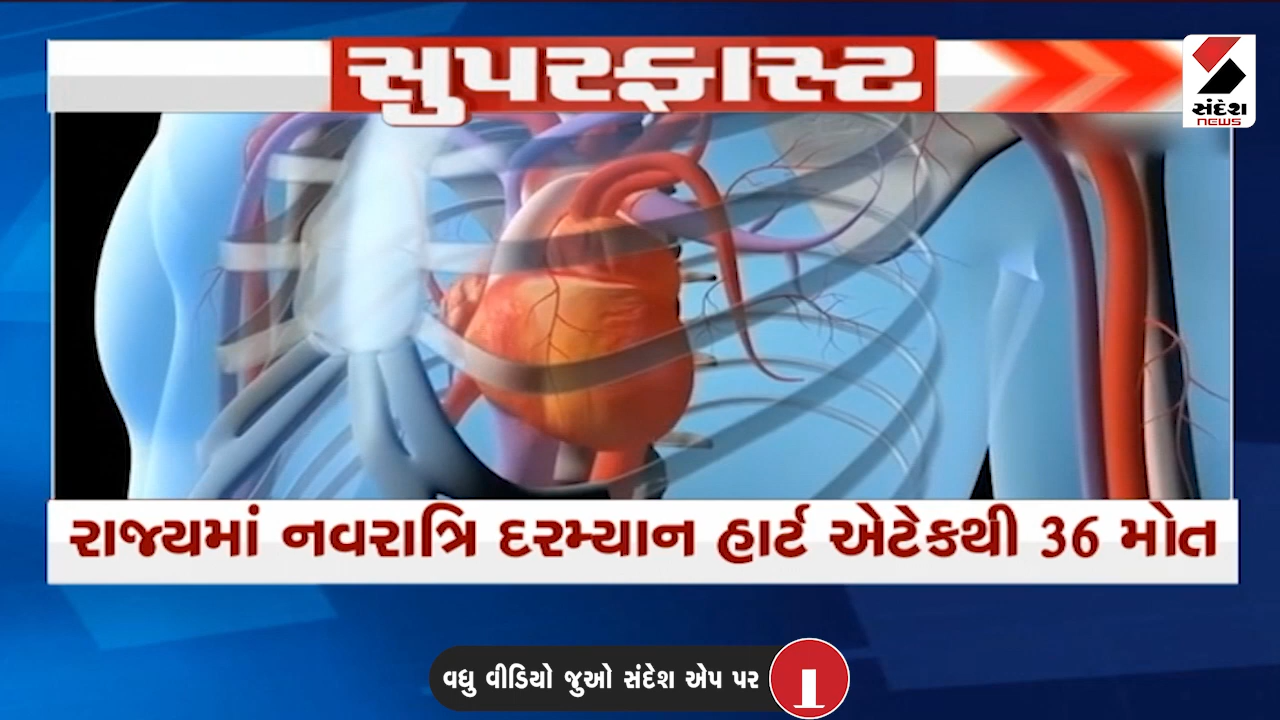 સુપરફાસ્ટ
સંદેશ
NEWS
રાજ્યમાં નવરાત્રિ દરમ્યાન હાર્ટ એટેકથી 36 મોત
વધુ વીડિયો જુઓ સંદેશ એપ પર